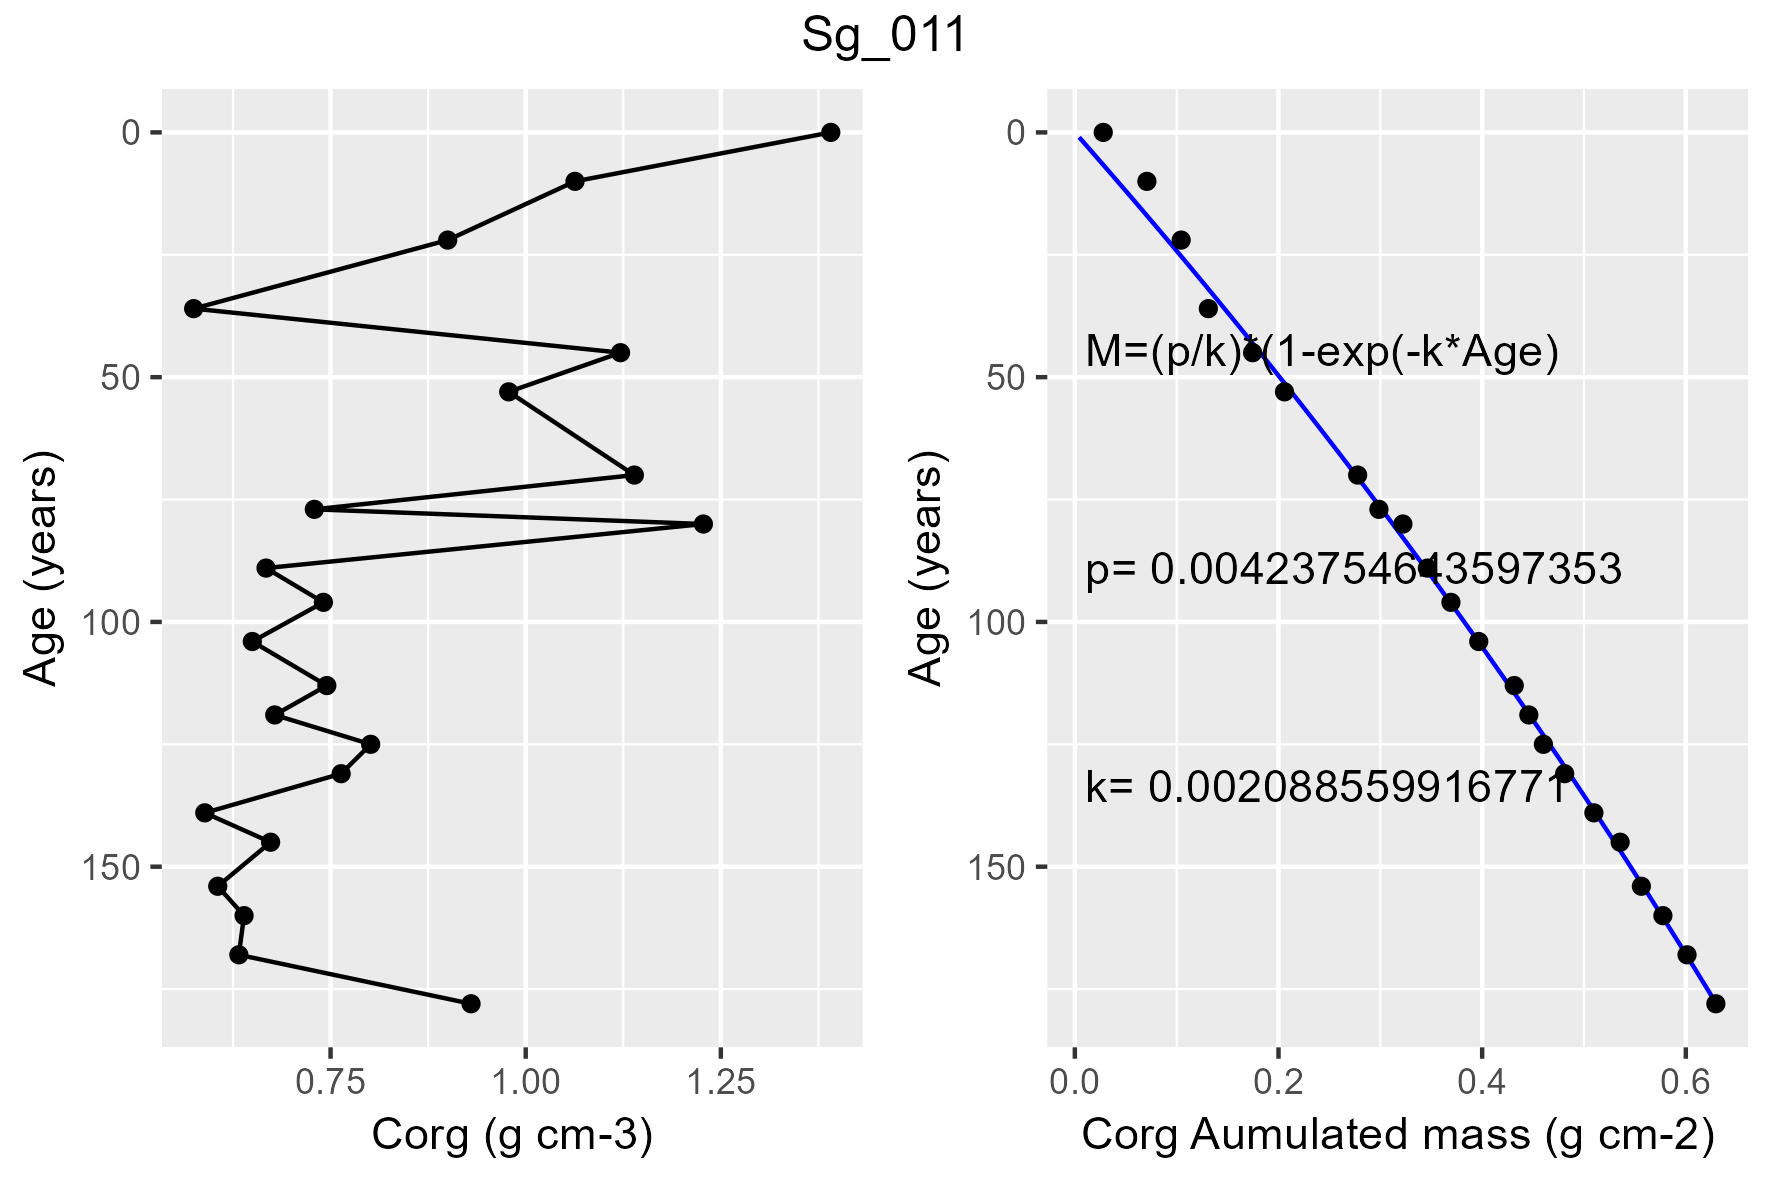 Sg_011
0
50
100
150
Age (years)
0.75 1.00 1.25
Corg (g cm-3)
0
50
100
150
Age (years)
M=(p/k)*(1-exp(-k*Age)
p= 0.00423754643597353
k= 0.0020885599167​71
0.0 0.2 0.4 0.6
Corg Aumulated mass (g cm-2)